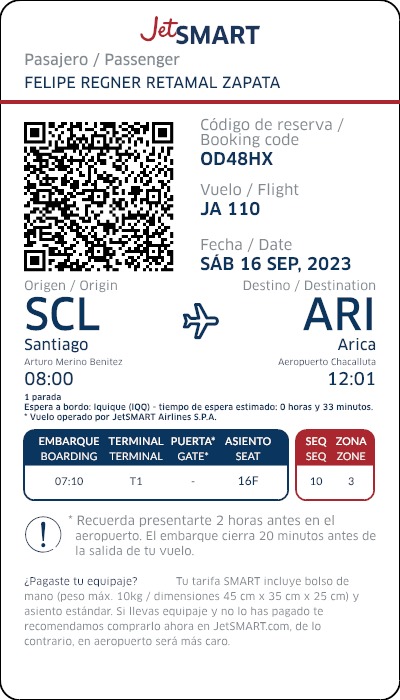 JetSMART
Pasajero / Passenger
FELIPE REGNER RETAMAL ZAPATA
Código de reserva /
Booking code
OD48HX
Vuelo / Flight
JA 110
Fecha / Date
SÁB 16 SEP, 2023
Origen / Origin Destino / Destination
SCL ARI
Santiago Arica
Arturo Merino Benitez Aeropuerto Chacalluta
08:00 12:01
1 parada
Espera a bordo: Iquique (IQQ) - tiempo de espera estimado: 0 horas y 33 minutos.
* Vuelo operado por JetSMART Airlines S.P.A.
EMBARQUE TERMINAL PUERTA* ASIENTO SEQ ZONA
BOARDING TERMINAL GATE* SEAT SEQ ZONE
07:10 T1 - 16F 10 3
! * Recuerda presentarte 2 horas antes en el
aeropuerto. El embarque cierra 20 minutos antes de
la salida de tu vuelo.
¿Pagaste tu equipaje? Tu tarifa SMART incluye bolso de
mano (peso máx. 10kg / dimensiones 45 cm x 35 cm x 25 cm) y
asiento estándar. Si llevas equipaje y no lo has pagado te
recomendamos comprarlo ahora en JetSMART.com, de lo
contrario, en aeropuerto será más caro.